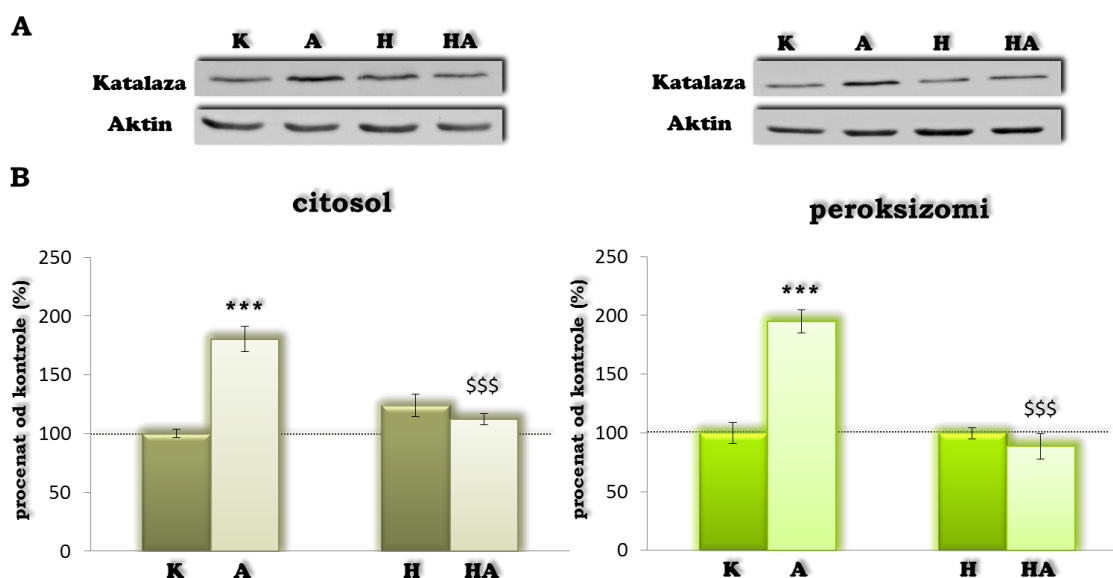 A
K A H HA
Katalaza
Aktin
K A H HA
Katalaza
Aktin
B
citosol
procenat od kontrole (%)
250
200
150
100
50
0
***
$$$
K A H HA
peroksizomi
procenat od kontrole (%)
250
200
150
100
50
0
***
$$$
K A H HA